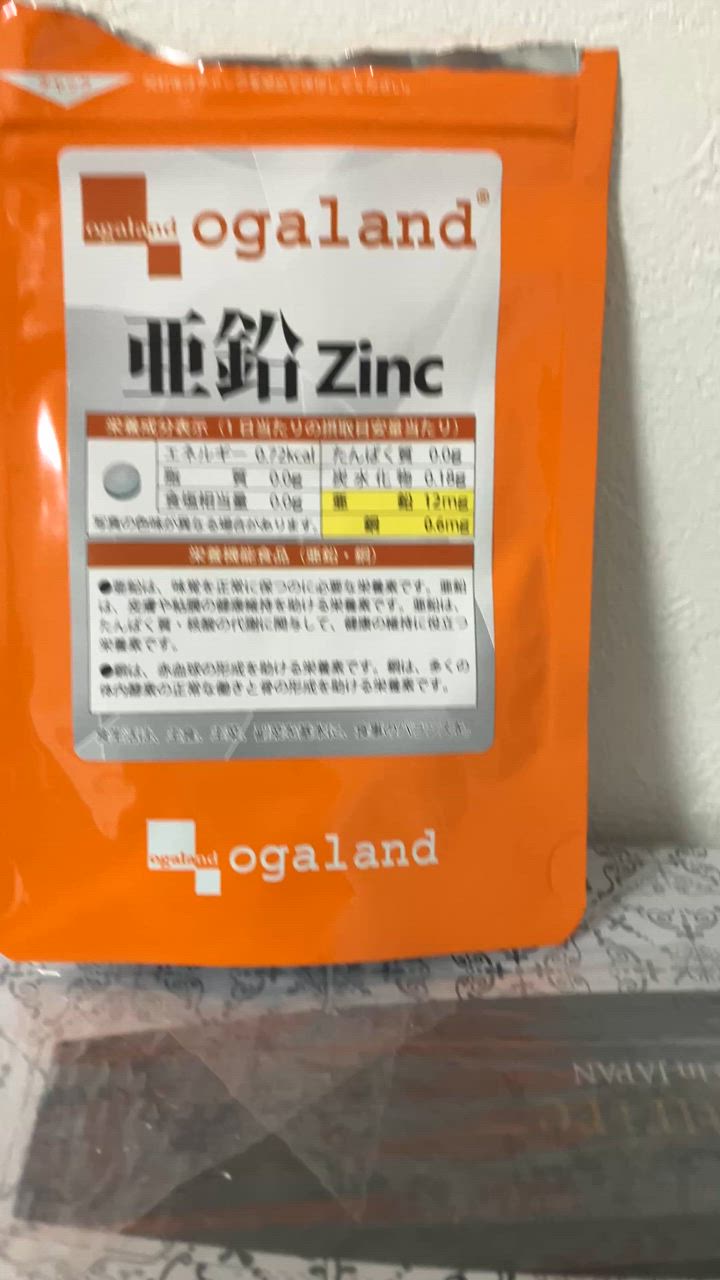 ogaland ogaland®
亜鉛 Zinc
栄養成分表示（1日当たりの摂取目安量当たり）
エネルギー 0.72kcal たんぱく質 0.0g
脂質 0.0g 炭水化物 0.18g
食塩相当量 0.0g 亜鉛 12mg
写真の色味が異なる場合があります。 銅 0.6mg
栄養機能食品（亜鉛・銅）
●亜鉛は、味覚を正常に保つのに必要な栄養素です。亜鉛
は、皮膚や粘膜の健康維持を助ける栄養素です。亜鉛は、
たんぱく質・核酸の代謝に関与して、健康の維持に役立つ
栄養素です。
●銅は、赤血球の形成を助ける栄養素です。銅は、多くの
体内酵素の正常な働きと骨の形成を助ける栄養素です。
ogaland ogaland
in JAPAN